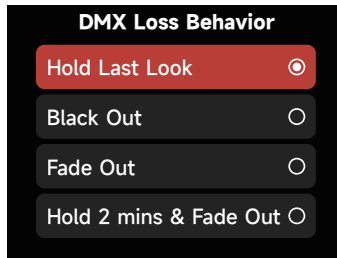 DMX Loss Behavior
Hold Last Look
Black Out
Fade Out
Hold 2 mins & Fade Out